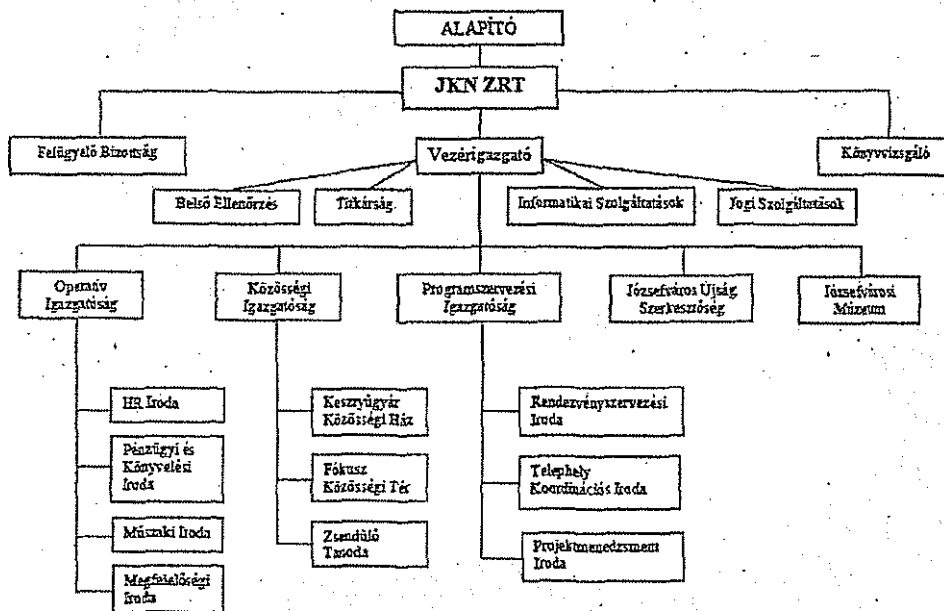 ALAPÍTÓ
JKN ZRT
Felügyelő Bizottság
Vezérigazgató
Könyvvizsgáló
Belső Ellenőrzés
Titkárság
Informatikai Szolgáltatások
Jogi Szolgáltatások
Operatív
Igazgatóság
Közösségi
Igazgatóság
Programszervezési
Igazgatóság
Józsefváros Újság
Szerkesztőség
Józsefvárosi
Múzeum
HR Iroda
Pénzügyi és
Könyvelési
Iroda
Műszaki Iroda
Megfelelőségi
Iroda
Kesztyűgyár
Közösségi Ház
Fókusz
Közösségi Tér
Zsendülő
Tanoda
Rendezvényszervezési
Iroda
Telephely
Koordinációs Iroda
Projektmenedzsment
Iroda